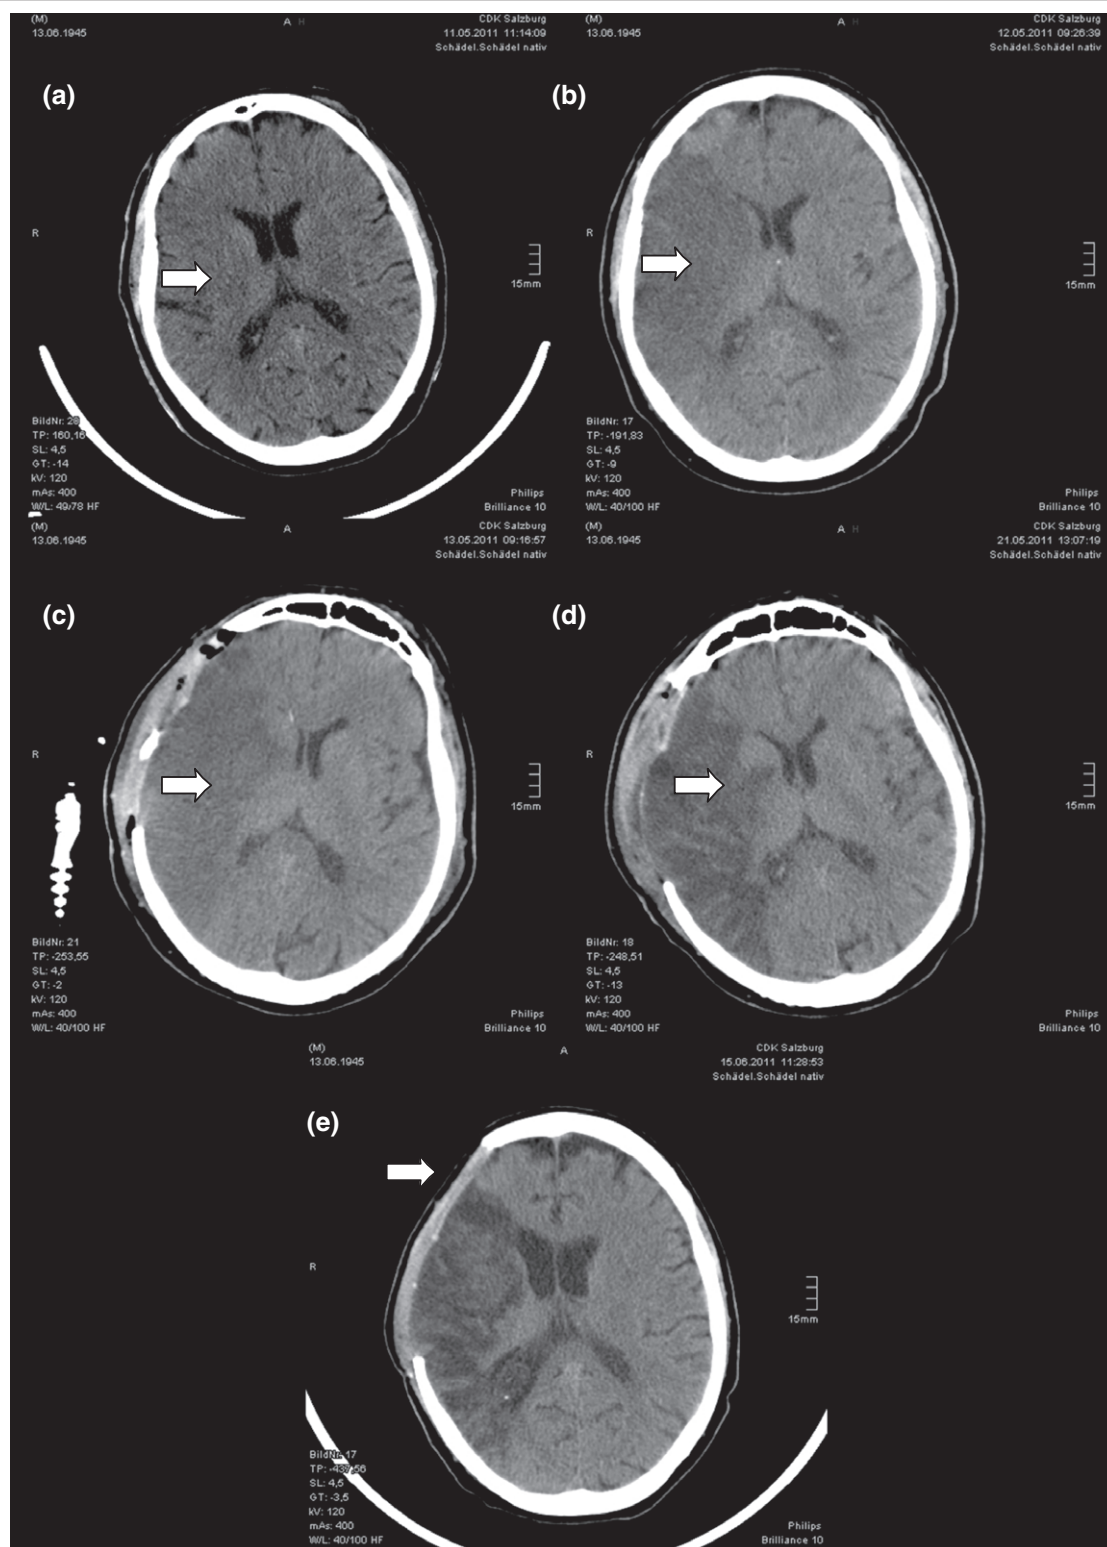 (M)
13.06.1945
A H
CDK Salzburg
11.05.2011 11:14:09
Schädel.Schädel nativ
(a)
R
15mm
BildNr: 28
TP: 160,16
SL: 4,5
GT: -14
kV: 120
mAs: 400
W/L: 49/78 HF
Philips
Brilliance 10
(M)
13.06.1945
A H
CDK Salzburg
12.05.2011 09:26:39
Schädel.Schädel nativ
(b)
R
15mm
BildNr: 17
TP: -191,83
SL: 4,5
GT: -9
kV: 120
mAs: 400
W/L: 40/100 HF
Philips
Brilliance 10
(M)
13.06.1945
A
CDK Salzburg
13.05.2011 09:16:57
Schädel.Schädel nativ
(c)
R
15mm
BildNr: 21
TP: -253,55
SL: 4,5
GT: -2
kV: 120
mAs: 400
W/L: 40/100 HF
Philips
Brilliance 10
(M)
13.06.1945
A H
CDK Salzburg
21.05.2011 13:07:19
Schädel.Schädel nativ
(d)
R
15mm
BildNr: 18
TP: -248,51
SL: 4,5
GT: -13
kV: 120
mAs: 400
W/L: 40/100 HF
Philips
Brilliance 10
(M)
13.06.1945
A
CDK Salzburg
15.06.2011 11:28:53
Schädel.Schädel nativ
(e)
R
15mm
BildNr: 17
TP: -437,56
SL: 4,5
GT: -3,5
kV: 120
mAs: 400
W/L: 40/100 HF
Philips
Brilliance 10